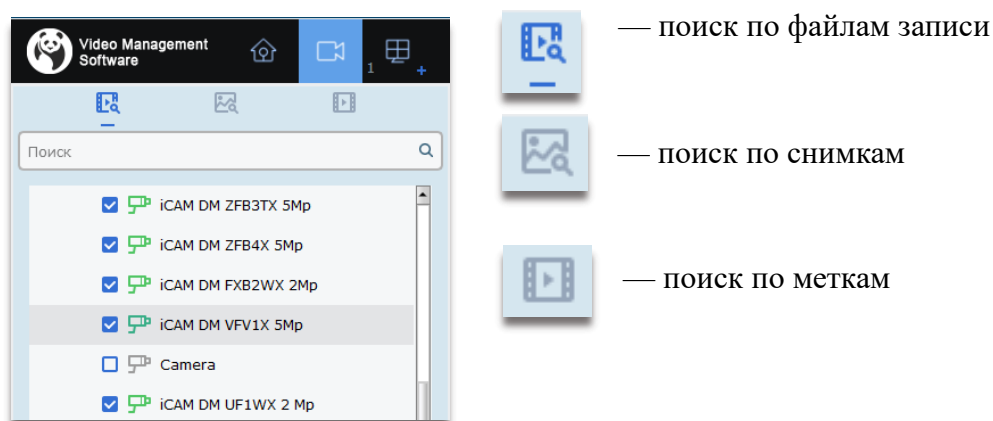 Video Management
Software
1
Поиск
iCAM DM ZFB3TX 5Mp
iCAM DM ZFB4X 5Mp
iCAM DM FXB2WX 2Mp
iCAM DM VFV1X 5Mp
Camera
iCAM DM UF1WX 2 Mp
— поиск по файлам записи
— поиск по снимкам
— поиск по меткам